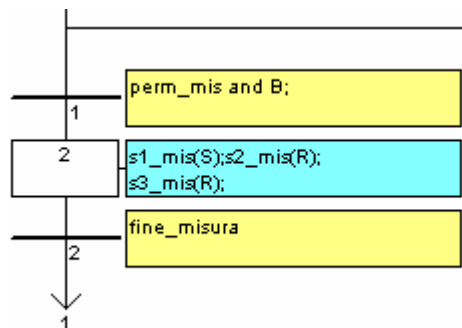 perm_mis and B;
1
2
s1_mis(S);s2_mis(R);
s3_mis(R);
fine_misura
2
1